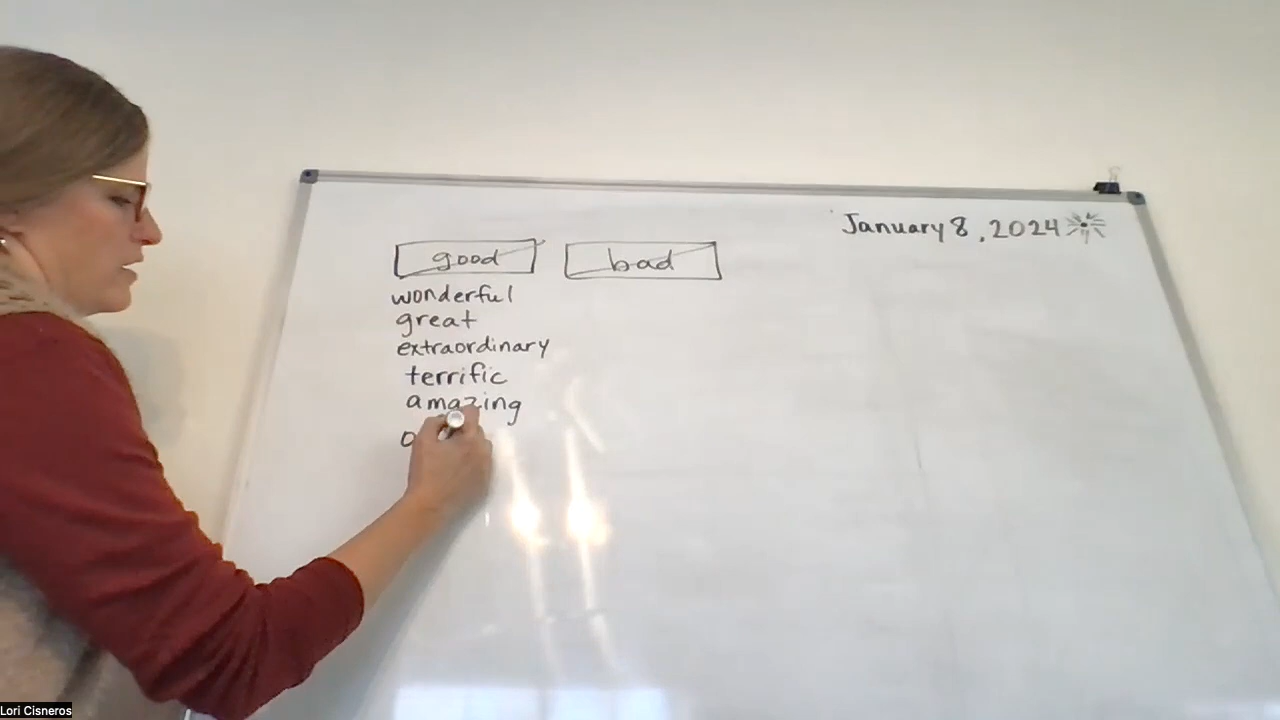 January 8, 2024
good bad
wonderful
great
extraordinary
terrific
amazing
Lori Cisneros